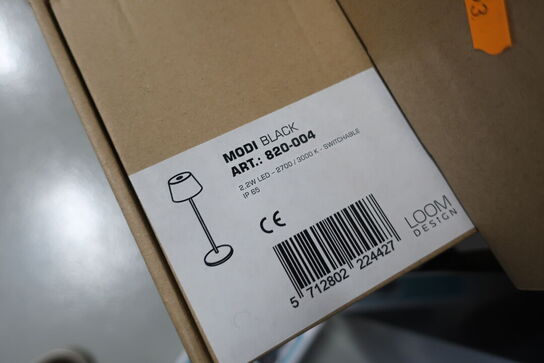 MODI BLACK
ART.: 820-004
2,2W LED – 2700 / 3000 K - SWITCHABLE
IP 65
CE
LOOM
DESIGN
5 712802 224427